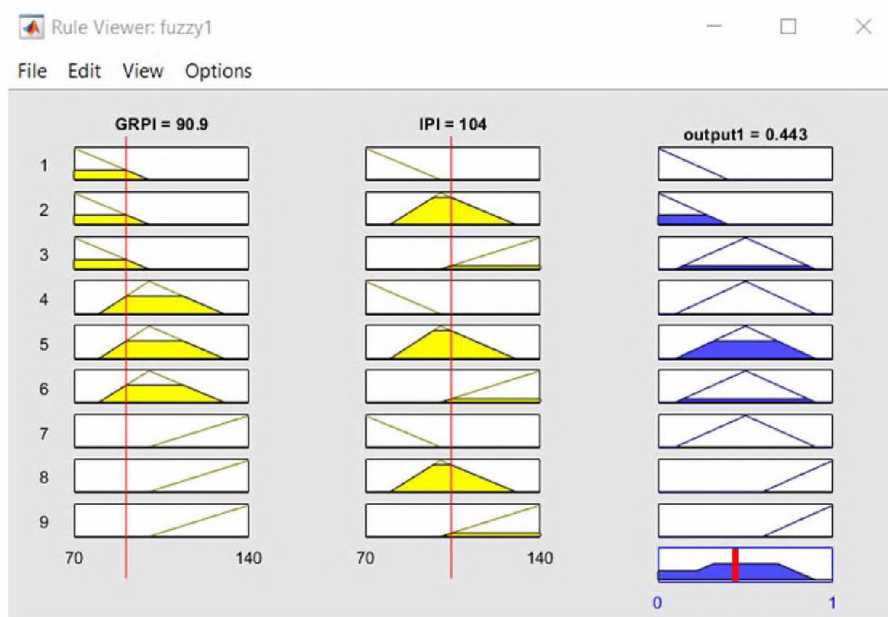 Rule Viewer: fuzzy1
File Edit View Options
GRPI = 90.9 IPI = 104 output1 = 0.443
1
2
3
4
5
6
7
8
9
70 140 70 140
0 1